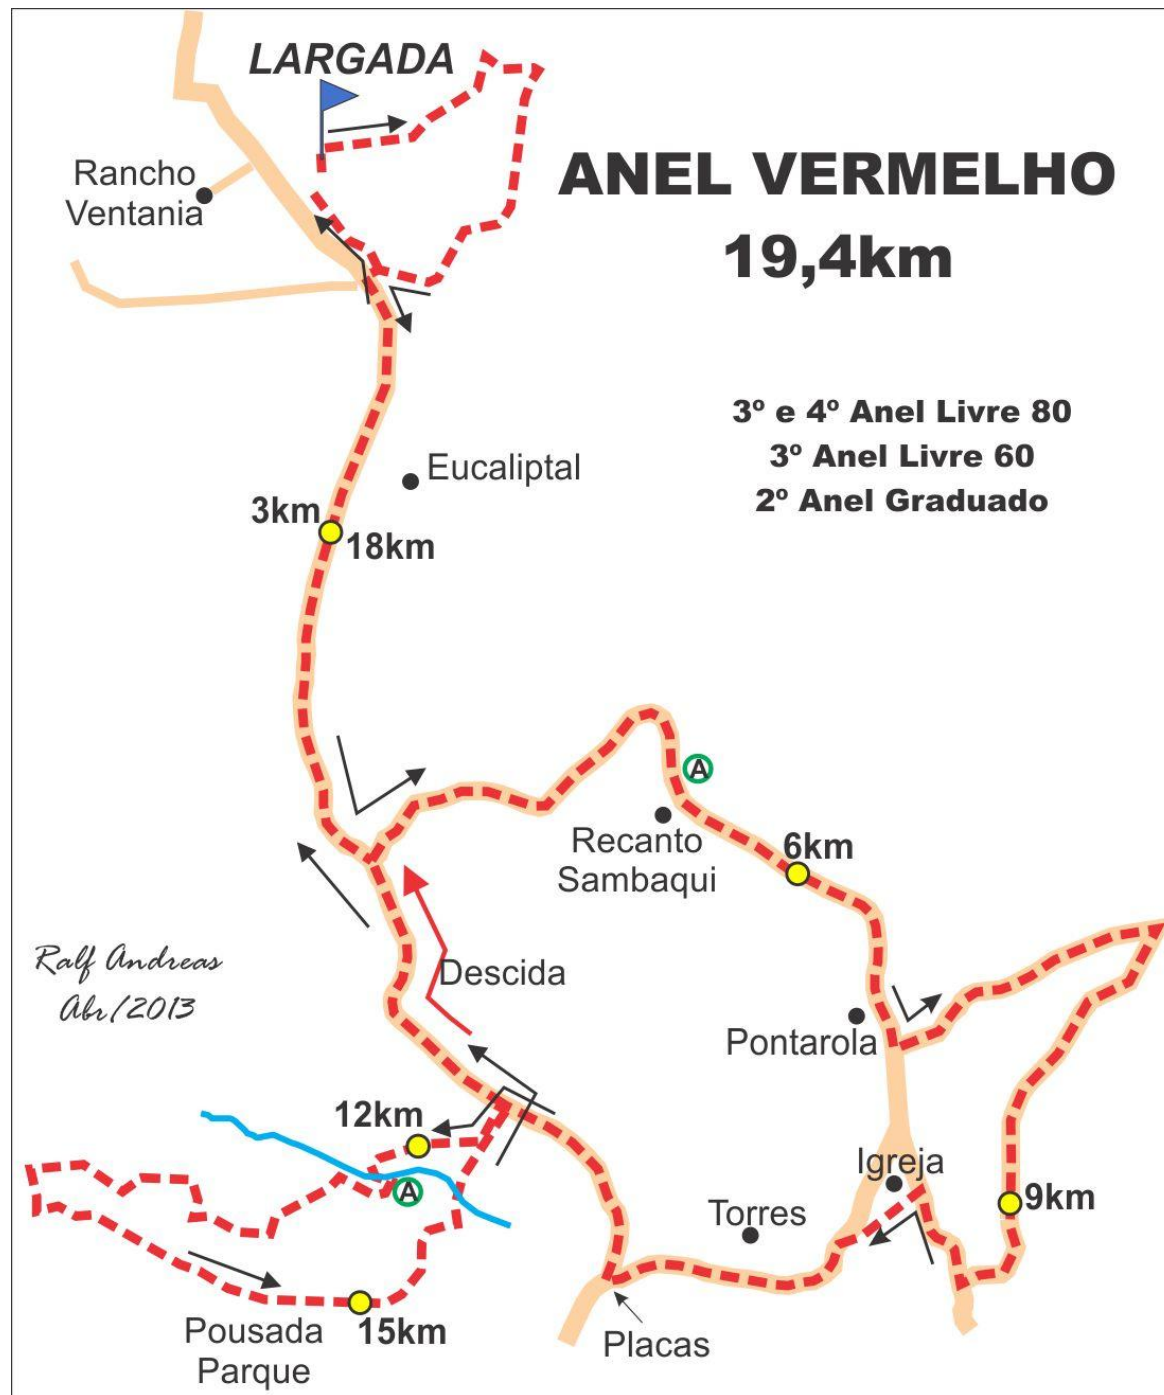 LARGADA
Rancho
Ventania
ANEL VERMELHO
19,4km
3º e 4º Anel Livre 80
3º Anel Livre 60
2º Anel Graduado
Eucaliptal
3km
18km
A
Recanto
Sambaqui
6km
Ralf Andreas
Abr/2013
Descida
Pontarola
12km
A
Igreja
9km
Torres
15km
Pousada
Parque
Placas